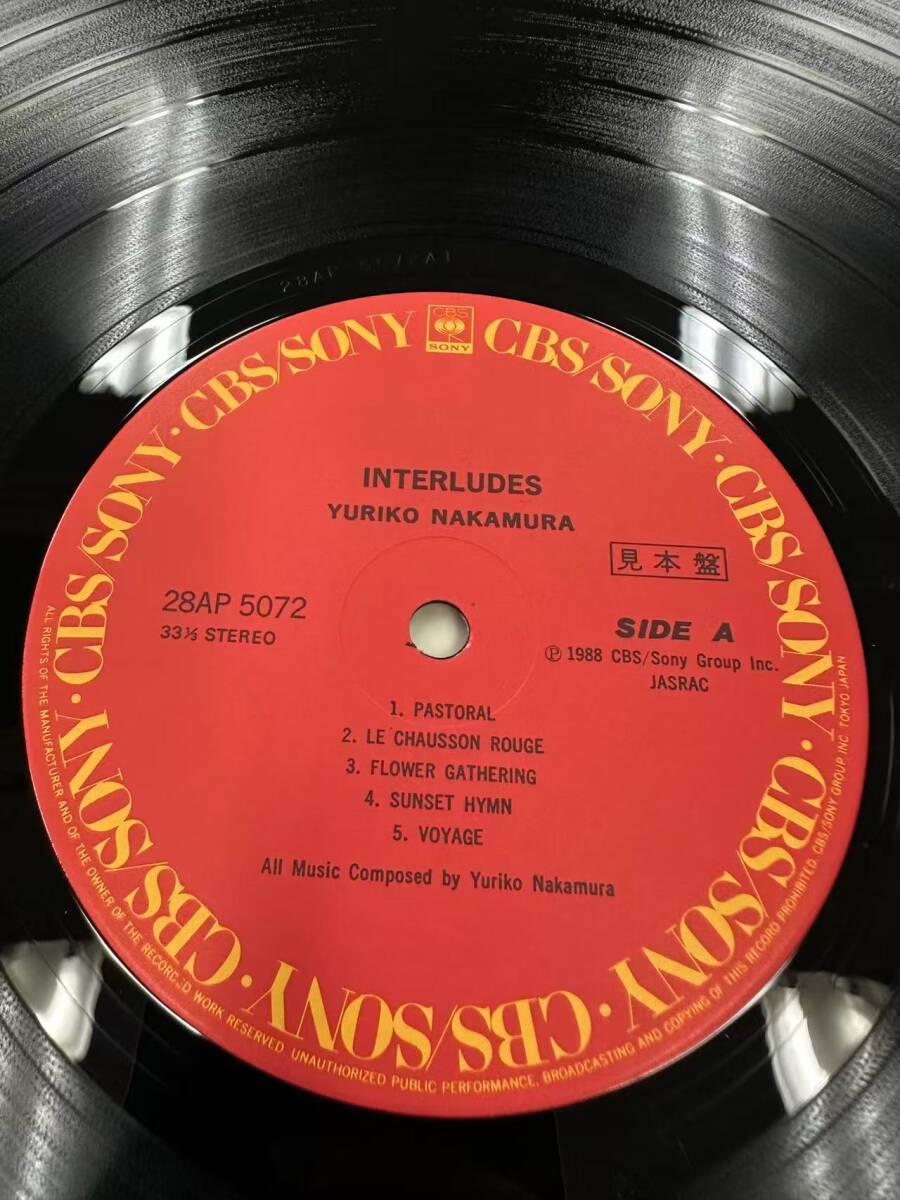 28AP 5072A1
CBS/SONY · CBS/SONY · CBS/SONY · CBS/SONY · CBS/SONY · CBS/SONY · CBS/SONY · CBS/SONY
CBS
SONY
INTERLUDES
YURIKO NAKAMURA
見本盤
28AP 5072
33⅓ STEREO
SIDE A
Ⓟ 1988 CBS/Sony Group Inc.
JASRAC
1. PASTORAL
2. LE CHAUSSON ROUGE
3. FLOWER GATHERING
4. SUNSET HYMN
5. VOYAGE
All Music Composed by Yuriko Nakamura
ALL RIGHTS OF THE MANUFACTURER AND OF THE OWNER OF THE RECORDED WORK RESERVED UNAUTHORIZED PUBLIC PERFORMANCE, BROADCASTING AND COPYING OF THIS RECORD PROHIBITED CBS/SONY GROUP INC. TOKYO JAPAN